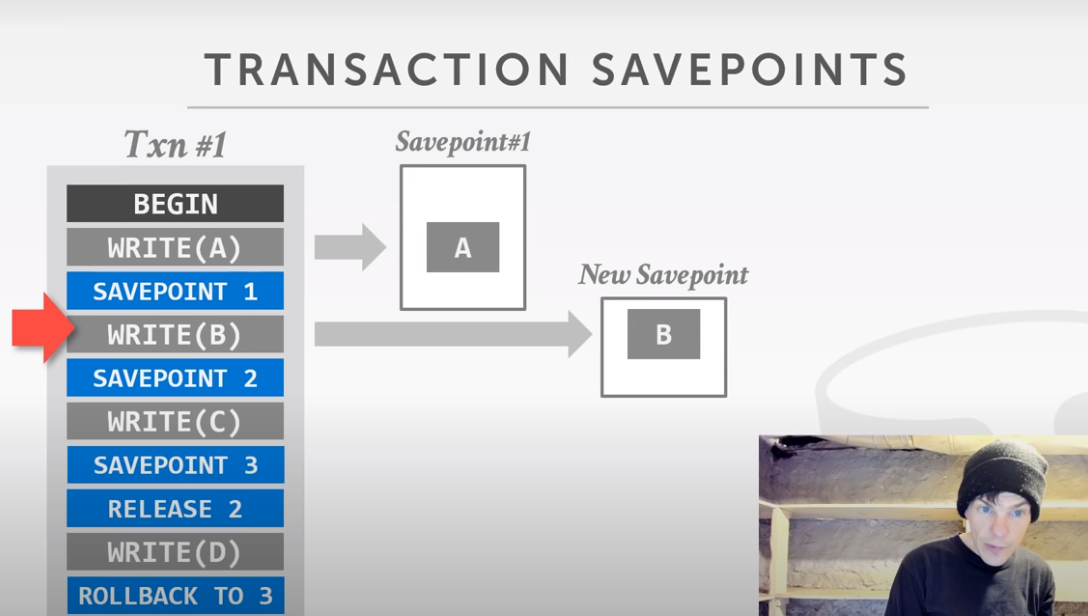 TRANSACTION SAVEPOINTS
Txn #1
BEGIN
WRITE(A)
SAVEPOINT 1
WRITE(B)
SAVEPOINT 2
WRITE(C)
SAVEPOINT 3
RELEASE 2
WRITE(D)
ROLLBACK TO 3
Savepoint#1
A
New Savepoint
B